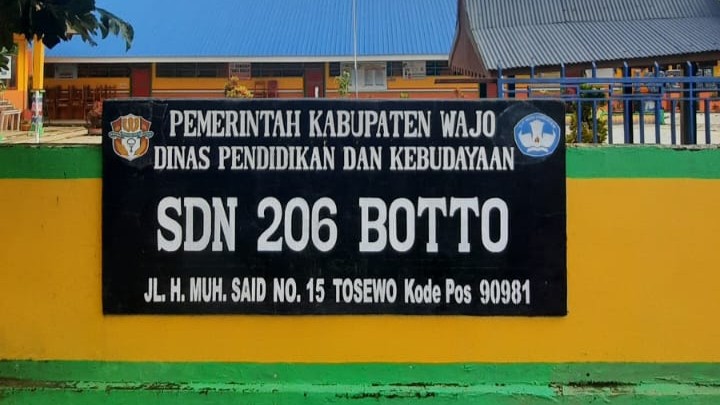 PEMERINTAH KABUPATEN WAJO
DINAS PENDIDIKAN DAN KEBUDAYAAN
SDN 206 BOTTO
JL. H. MUH. SAID NO. 15 TOSEWO Kode Pos 90981